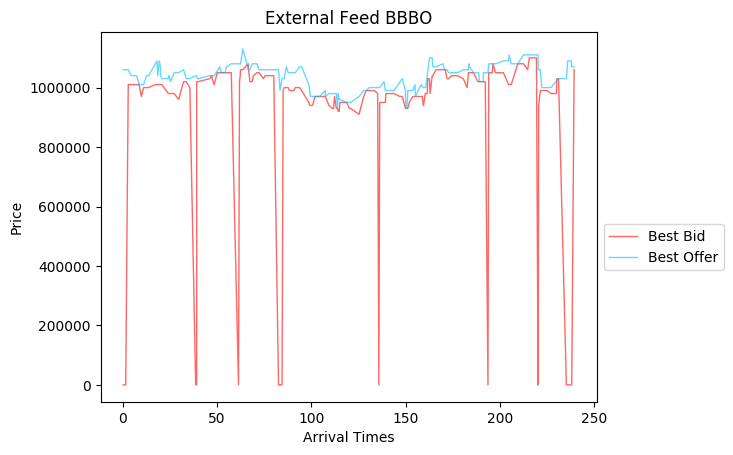 External Feed BBBO
Price
1000000
800000
600000
400000
200000
0
0
50
100
150
200
250
Arrival Times
Best Bid
Best Offer